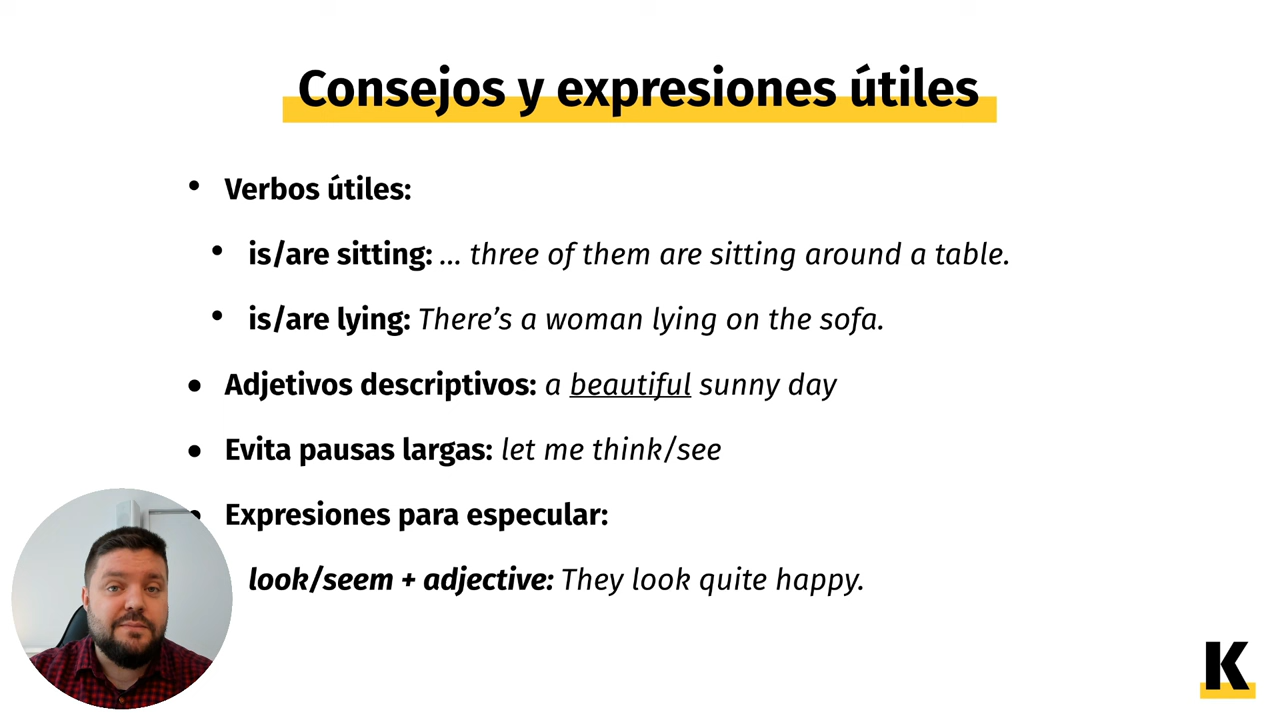 Consejos y expresiones útiles
• Verbos útiles:
• is/are sitting: ... three of them are sitting around a table.
• is/are lying: There’s a woman lying on the sofa.
• Adjetivos descriptivos: a beautiful sunny day
• Evita pausas largas: let me think/see
• Expresiones para especular:
look/seem + adjective: They look quite happy.
K